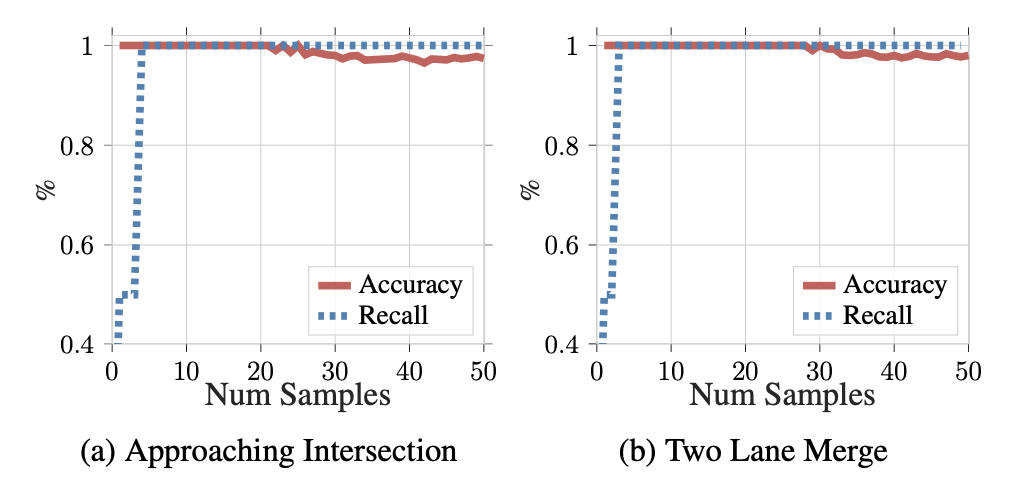 1
0.8
0.6
0.4
%
0 10 20 30 40 50
Num Samples
Accuracy
Recall
(a) Approaching Intersection
1
0.8
0.6
0.4
%
0 10 20 30 40 50
Num Samples
Accuracy
Recall
(b) Two Lane Merge